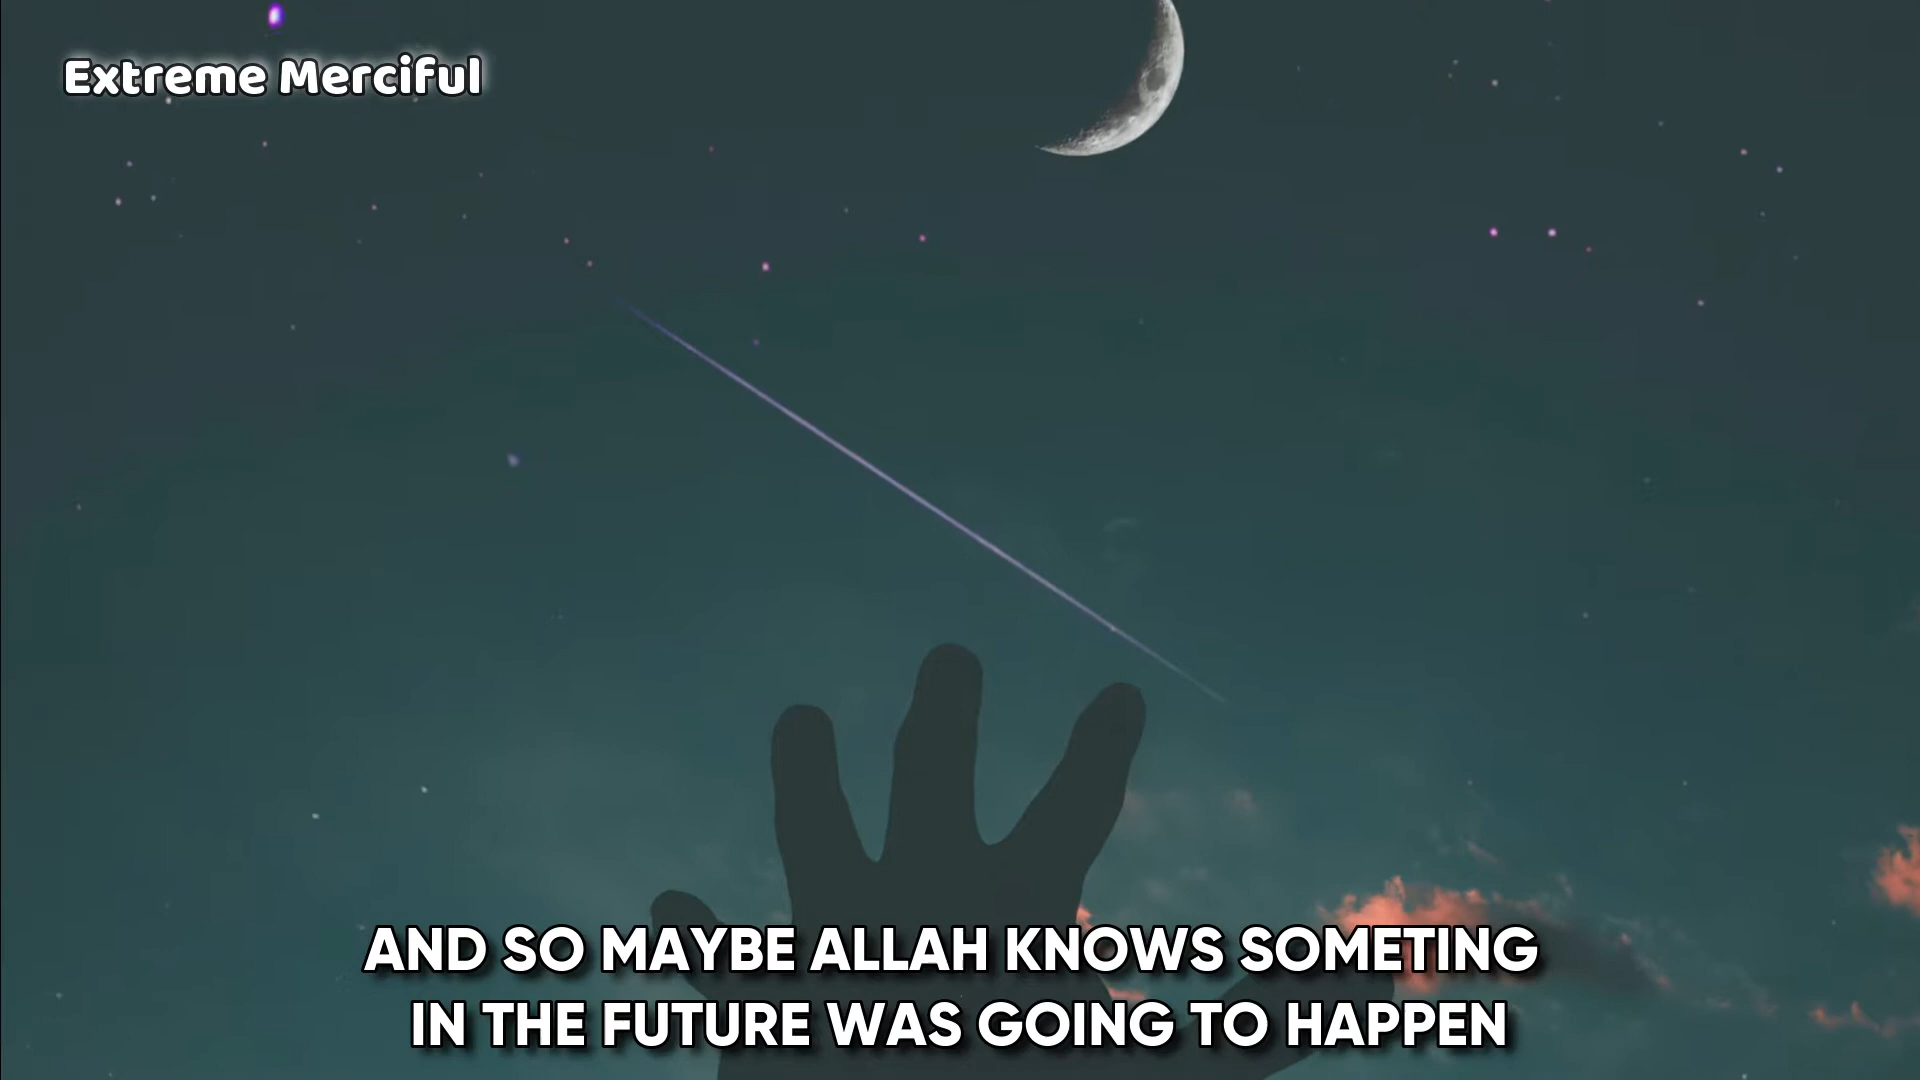 Extreme Merciful
AND SO MAYBE ALLAH KNOWS SOMETING
IN THE FUTURE WAS GOING TO HAPPEN